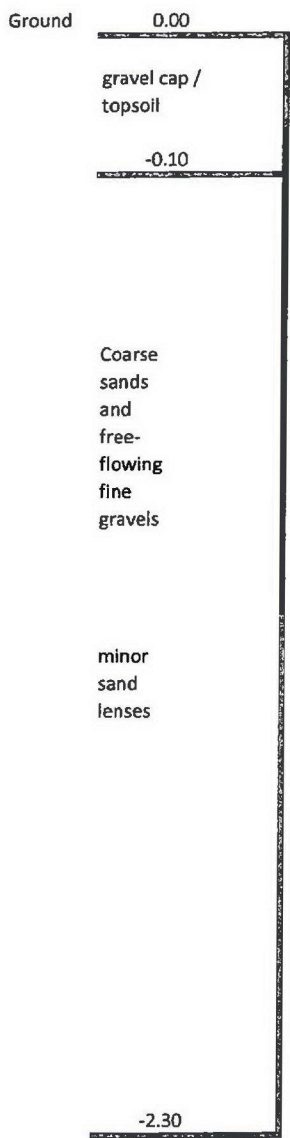 Ground 0.00
gravel cap /
topsoil
-0.10
Coarse
sands
and
free-
flowing
fine
gravels
minor
sand
lenses
-2.30